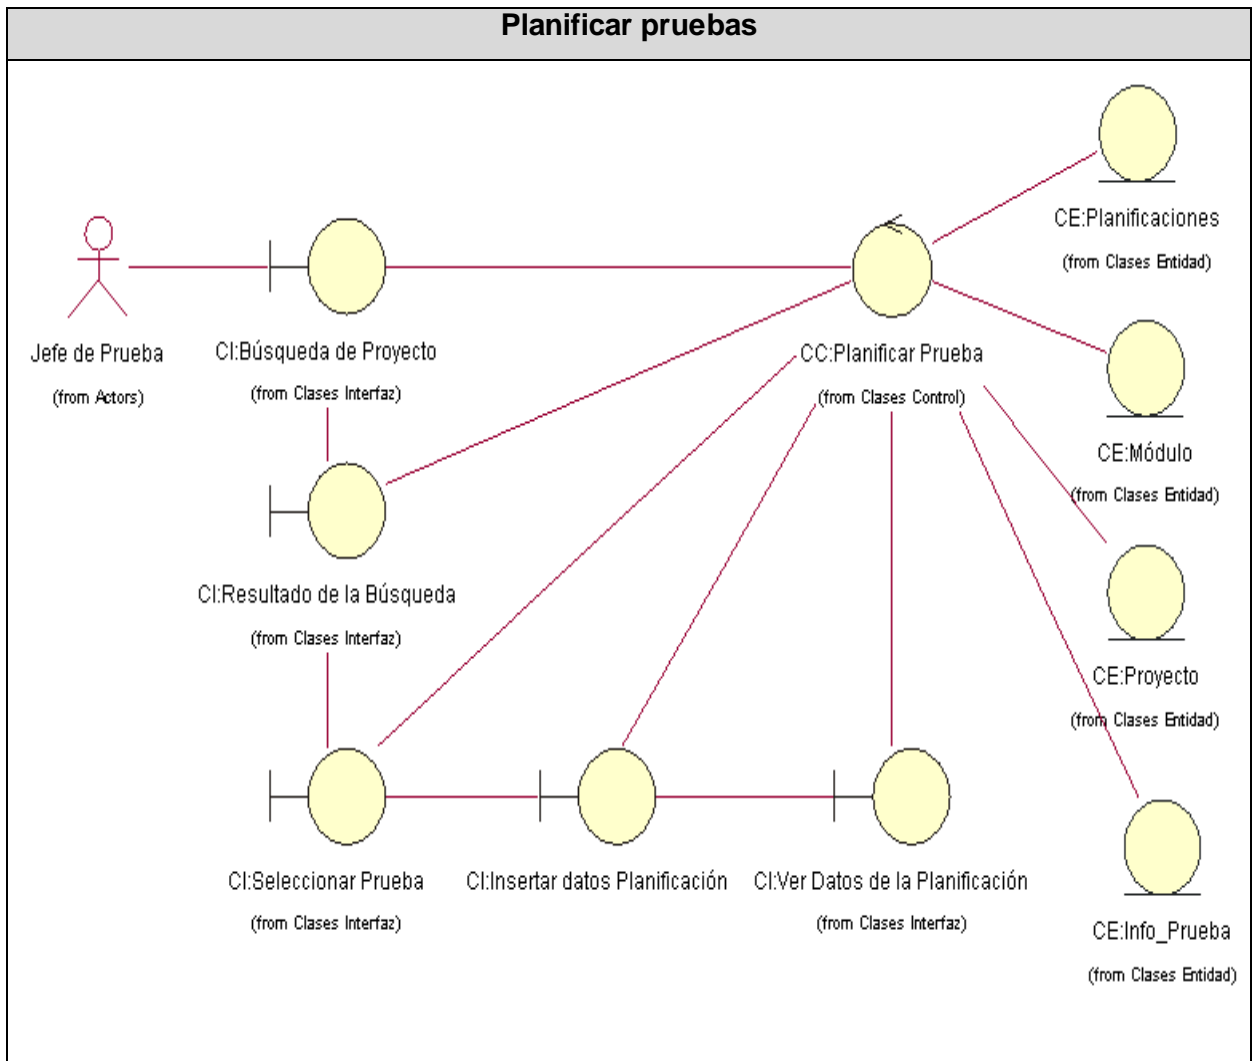 Planificar pruebas
CE:Planificaciones
(from Clases Entidad)
Jefe de Prueba
(from Actors)
CI:Búsqueda de Proyecto
(from Clases Interfaz)
CC:Planificar Prueba
(from Clases Control)
CE:Módulo
(from Clases Entidad)
CI:Resultado de la Búsqueda
(from Clases Interfaz)
CE:Proyecto
(from Clases Entidad)
CI:Seleccionar Prueba
(from Clases Interfaz)
CI:Insertar datos Planificación
CI:Ver Datos de la Planificación
(from Clases Interfaz)
CE:Info_Prueba
(from Clases Entidad)